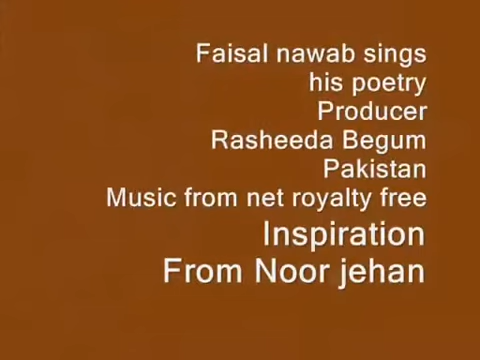 Faisal nawab sings
his poetry
Producer
Rasheeda Begum
Pakistan
Music from net royalty free
Inspiration
From Noor jehan